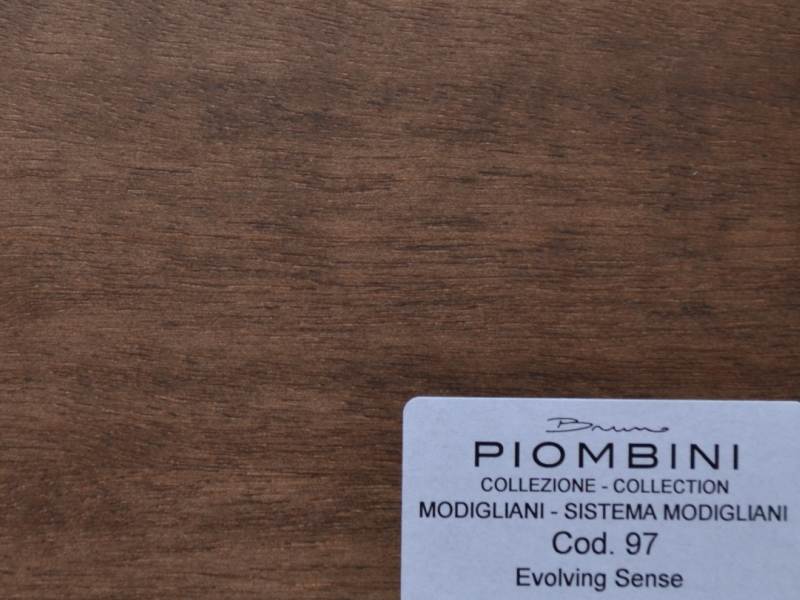 Bruno
PIOMBINI
COLLEZIONE - COLLECTION
MODIGLIANI - SISTEMA MODIGLIANI
Cod. 97
Evolving Sense